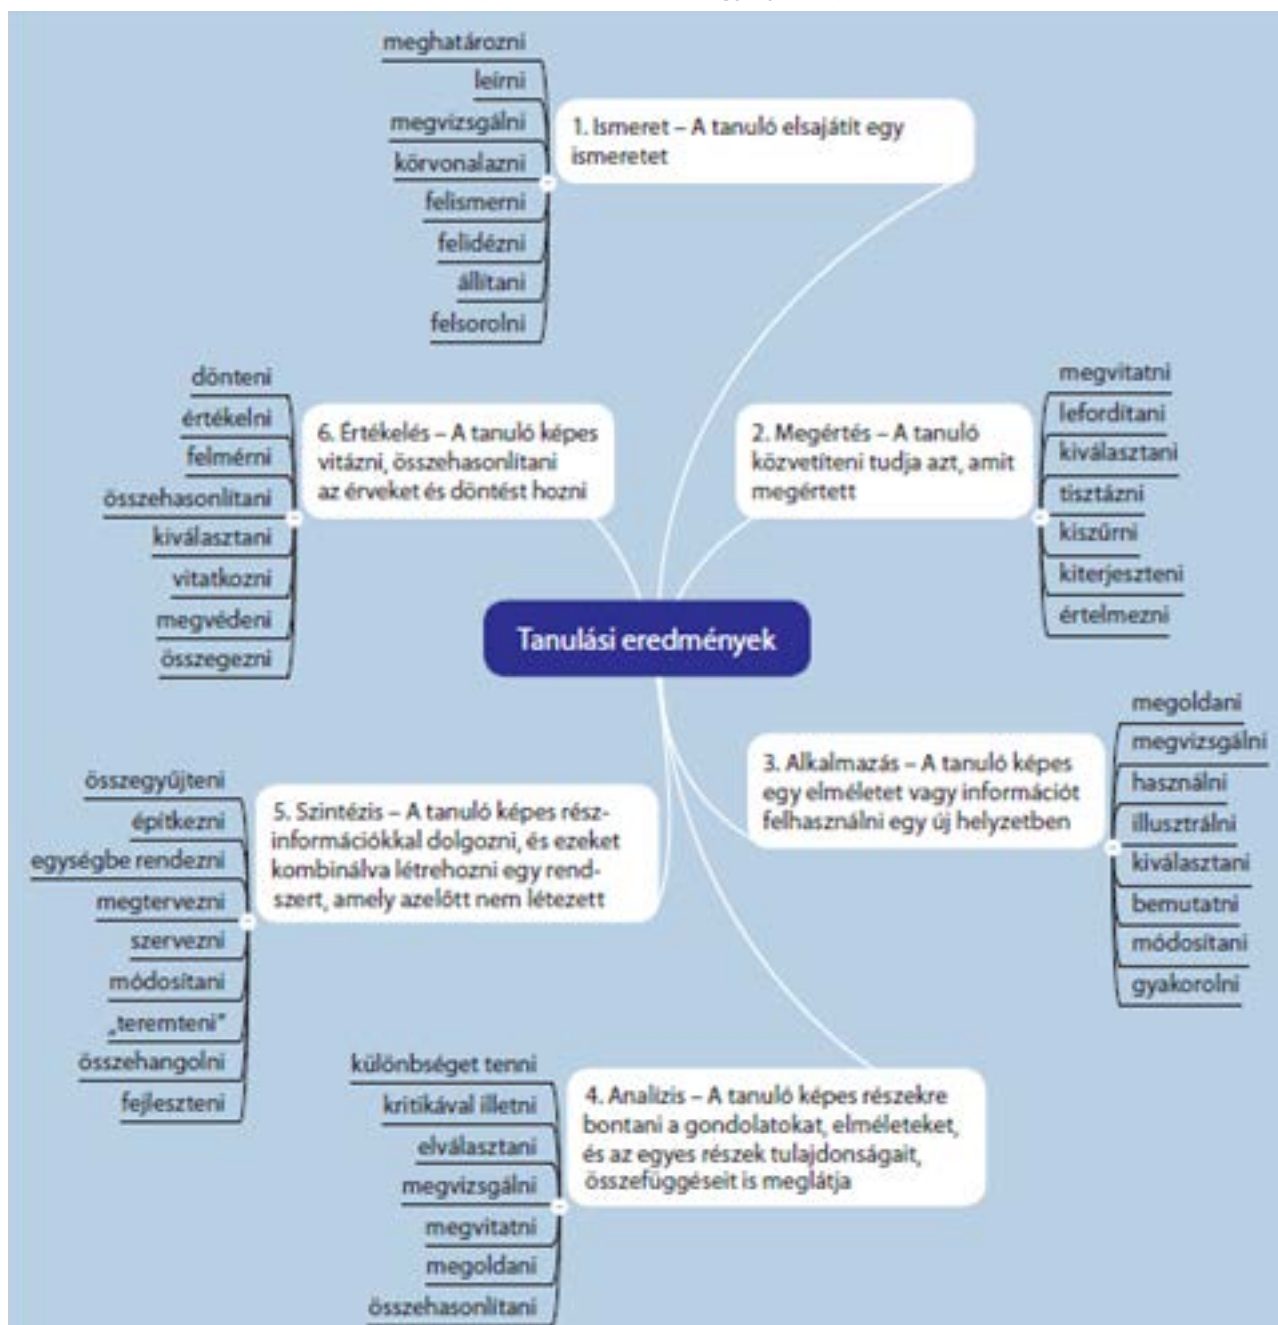 meghatározni
leírni
megvizsgálni
körvonalazni
felismerni
felidézni
állítani
felsorolni
1. Ismeret – A tanuló elsajátít egy
ismeretet
dönteni
értékelni
felmérni
összehasonlítani
kiválasztani
vitatkozni
megvédeni
összegezni
6. Értékelés – A tanuló képes
vitázni, összehasonlítani
az érveket és döntést hozni
2. Megértés – A tanuló
közvetíteni tudja azt, amit
megértett
megvitatni
lefordítani
kiválasztani
tisztázni
kiszűrni
kiterjeszteni
értelmezni
Tanulási eredmények
3. Alkalmazás – A tanuló képes
egy elméletet vagy információt
felhasználni egy új helyzetben
megoldani
megvizsgálni
használni
illusztrálni
kiválasztani
bemutatni
módosítani
gyakorolni
összegyűjteni
építkezni
egységbe rendezni
megtervezni
szervezni
módosítani
„teremteni”
összehangolni
fejleszteni
5. Szintézis – A tanuló képes rész-
információkkal dolgozni, és ezeket
kombinálva létrehozni egy rend-
szert, amely azelőtt nem létezett
különbséget tenni
kritikával illetni
elválasztani
megvizsgálni
megvitatni
megoldani
összehasonlítani
4. Analízis – A tanuló képes részekre
bontani a gondolatokat, elméleteket,
és az egyes részek tulajdonságait,
összefüggéseit is meglátja